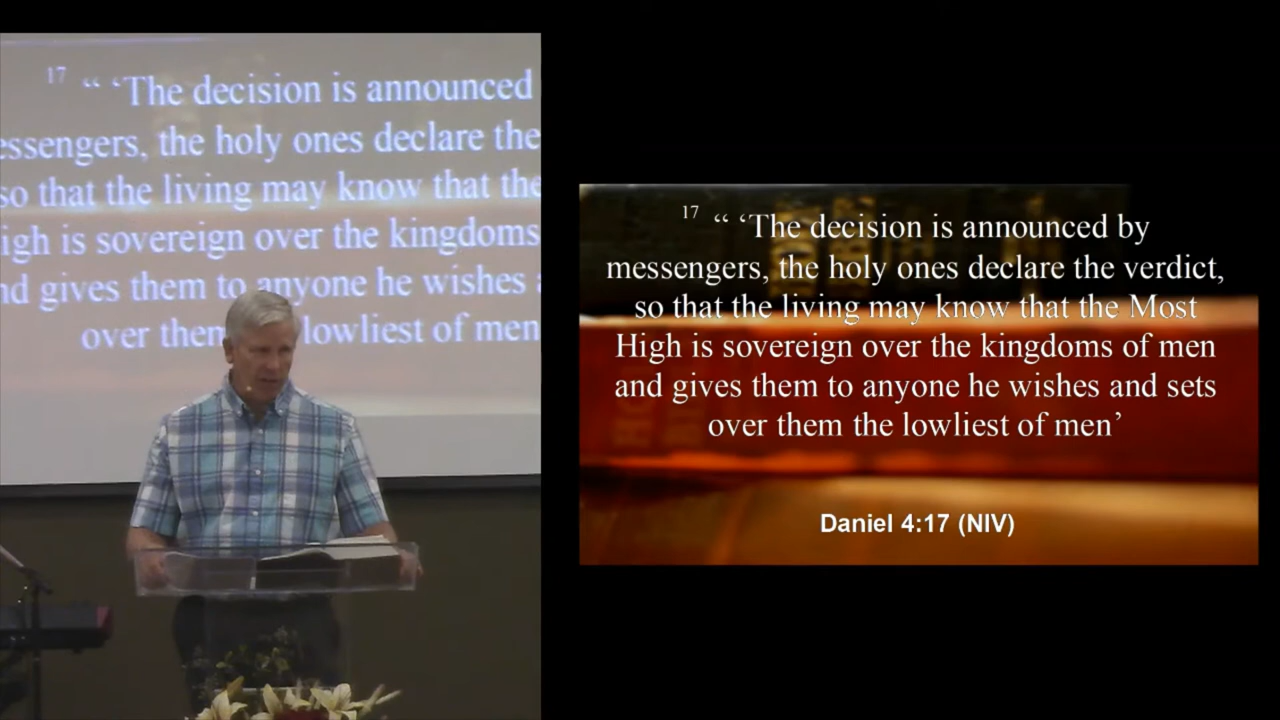 17 “ ‘The decision is announced
essengers, the holy ones declare the
so that the living may know that the
igh is sovereign over the kingdoms
nd gives them to anyone he wishes
over them lowliest of men
17 “ ‘The decision is announced by
messengers, the holy ones declare the verdict,
so that the living may know that the Most
High is sovereign over the kingdoms of men
and gives them to anyone he wishes and sets
over them the lowliest of men’
Daniel 4:17 (NIV)